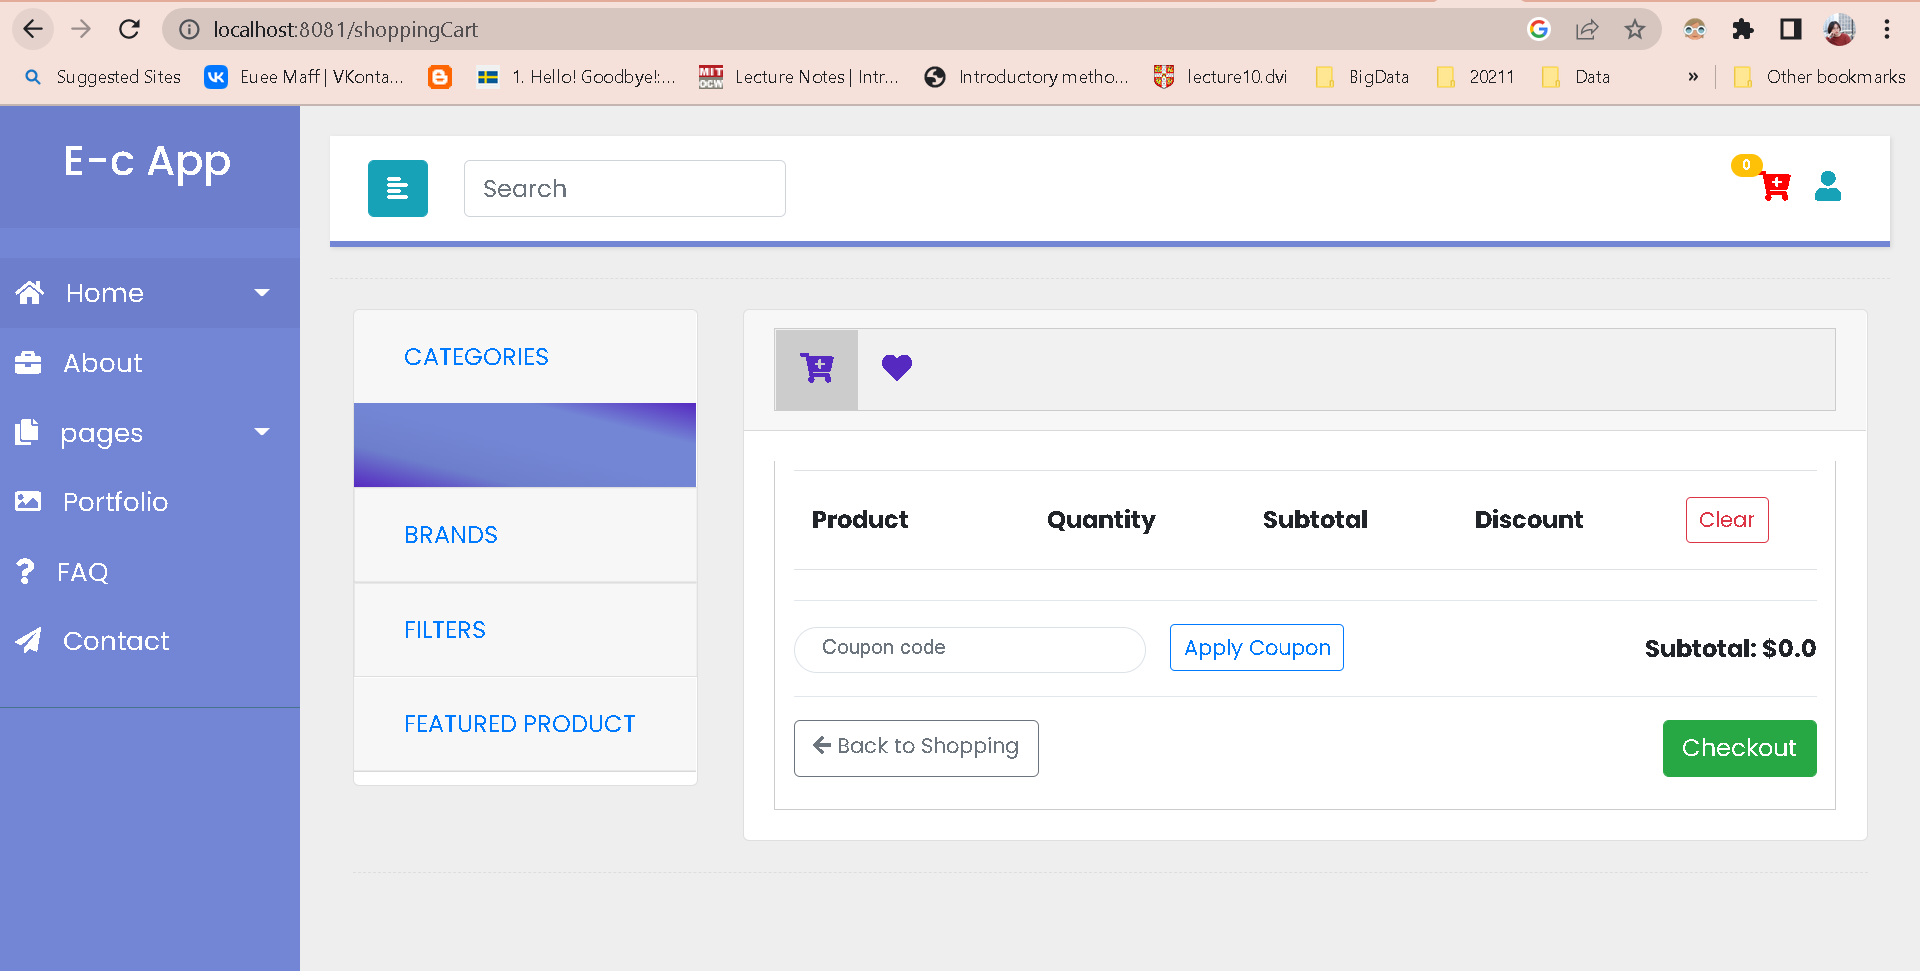 localhost:8081/shoppingCart
Suggested Sites
Euee Maff | VKonta...
1. Hello! Goodbye!:...
MIT OCW
Lecture Notes | Intr...
Introductory metho...
lecture10.dvi
BigData
20211
Data
»
Other bookmarks
E-c App
Home
About
pages
Portfolio
FAQ
Contact
Search
0
CATEGORIES
BRANDS
FILTERS
FEATURED PRODUCT
Product Quantity Subtotal Discount Clear
Coupon code Apply Coupon Subtotal: $0.0
Back to Shopping Checkout